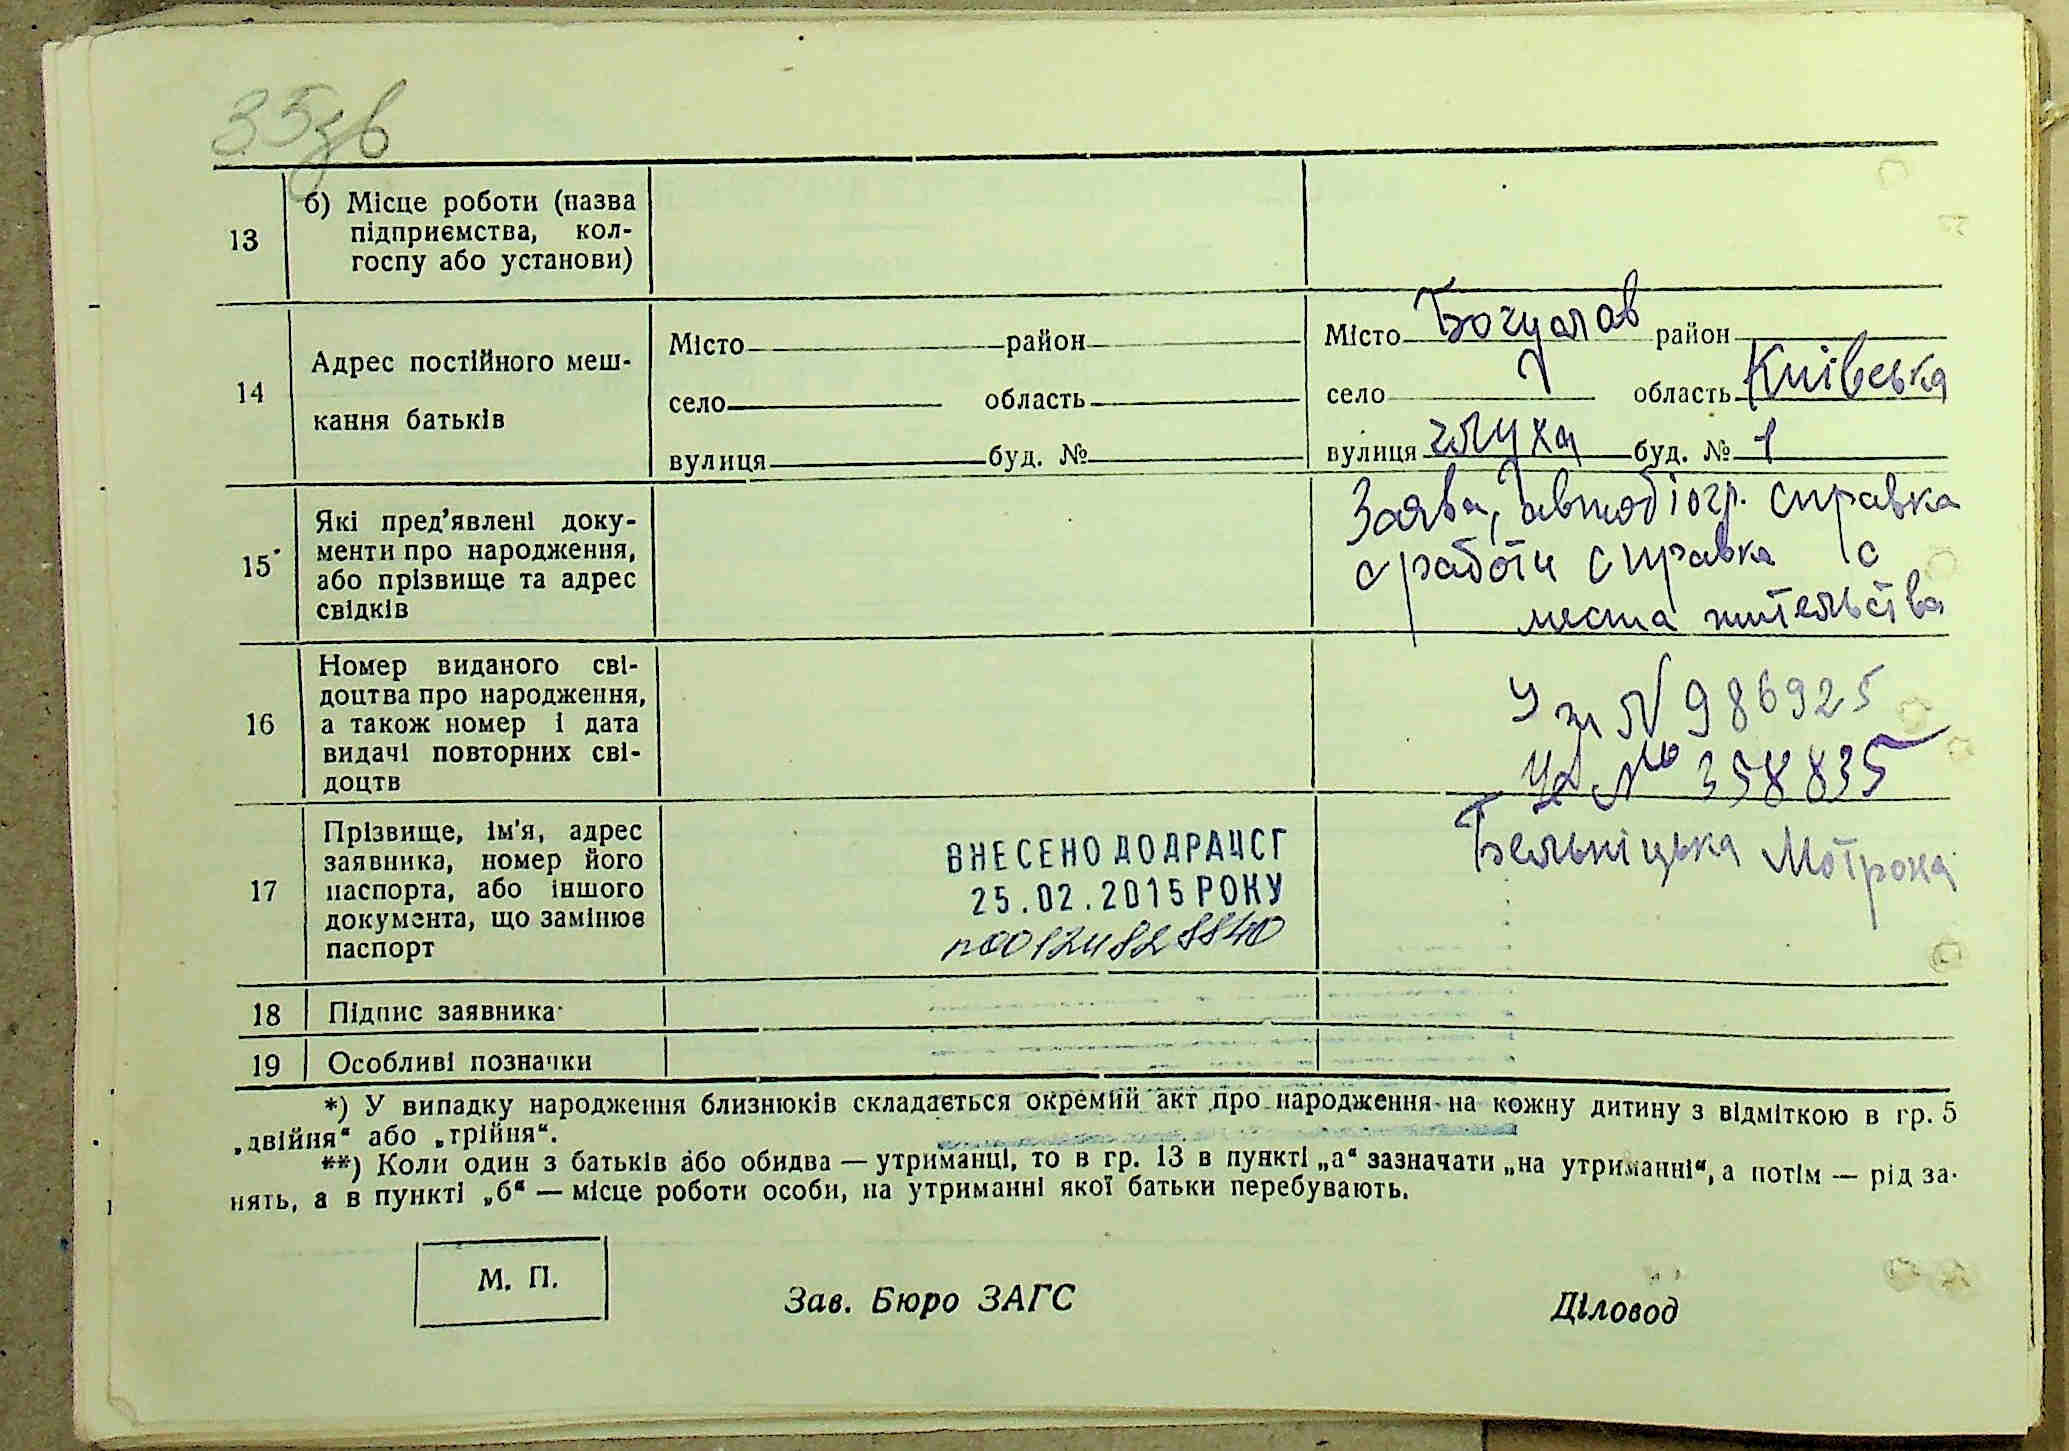 35зв
13
б) Місце роботи (назва
підприємства, кол-
госпу або установи)
14
Адрес постійного меш-
кання батьків
Місто район
село область
вулиця буд. №
Місто Богуслав район
село область Київська
вулиця глуха буд. № 1
15
Які пред’явлені доку-
менти про народження,
або прізвище та адрес
свідків
Заява, автобіогр. справка
с работи справка с
места жительства
16
Номер виданого сві-
доцтва про народження,
а також номер і дата
видачі повторних сві-
доцтв
N 986925
№ 358835
17
Прізвище, ім'я, адрес
заявника, номер його
паспорта, або іншого
документа, що замінює
паспорт
ВНЕСЕНО ДО ДРАЦСГ
25.02.2015 РОКУ
Бельніцька Мотрона
18 Підпис заявника
19 Особливі позначки
*) У випадку народження близнюків складається окремий акт про народження на кожну дитину з відміткою в гр. 5
„двійня“ або „трійня“.
**) Коли один з батьків або обидва — утриманці, то в гр. 13 в пункті „а“ зазначати „на утриманні“, а потім — рід за-
нять, а в пункті „б“ — місце роботи особи, на утриманні якої батьки перебувають.
М. П.
Зав. Бюро ЗАГС
Діловод